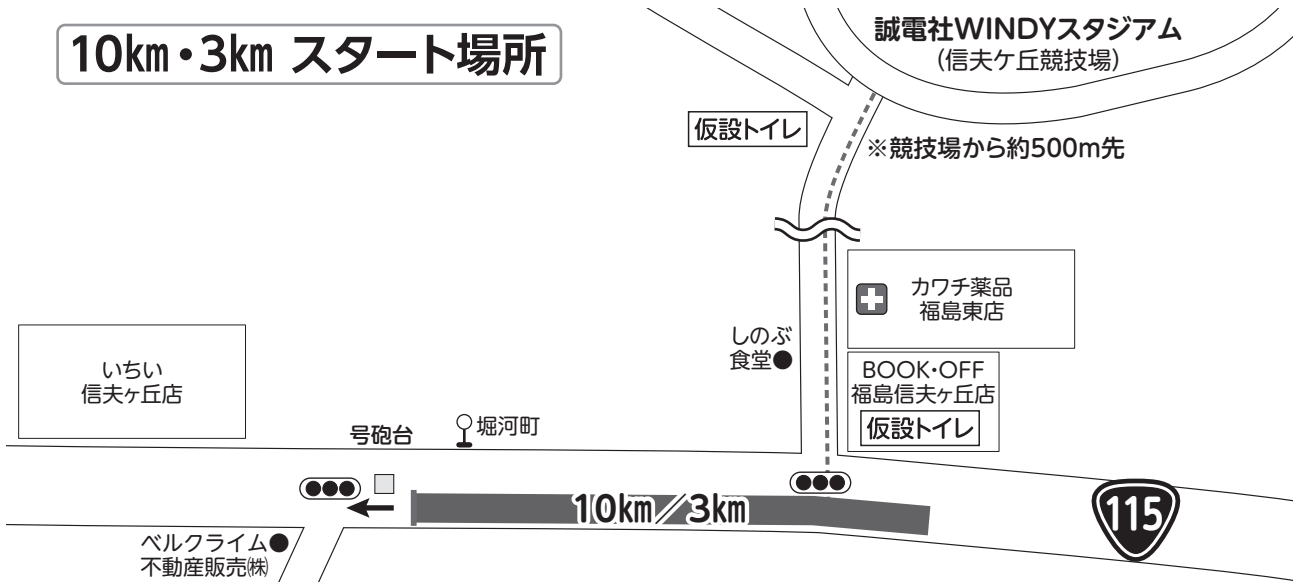 10km・3km スタート場所
誠電社WINDYスタジアム
(信夫ケ丘競技場)
仮設トイレ
※競技場から約500m先
カワチ薬品
福島東店
しのぶ
食堂
いちい
信夫ヶ丘店
BOOK・OFF
福島信夫ヶ丘店
仮設トイレ
号砲台
堀河町
10km／3km
115
ベルクライム
不動産販売㈱